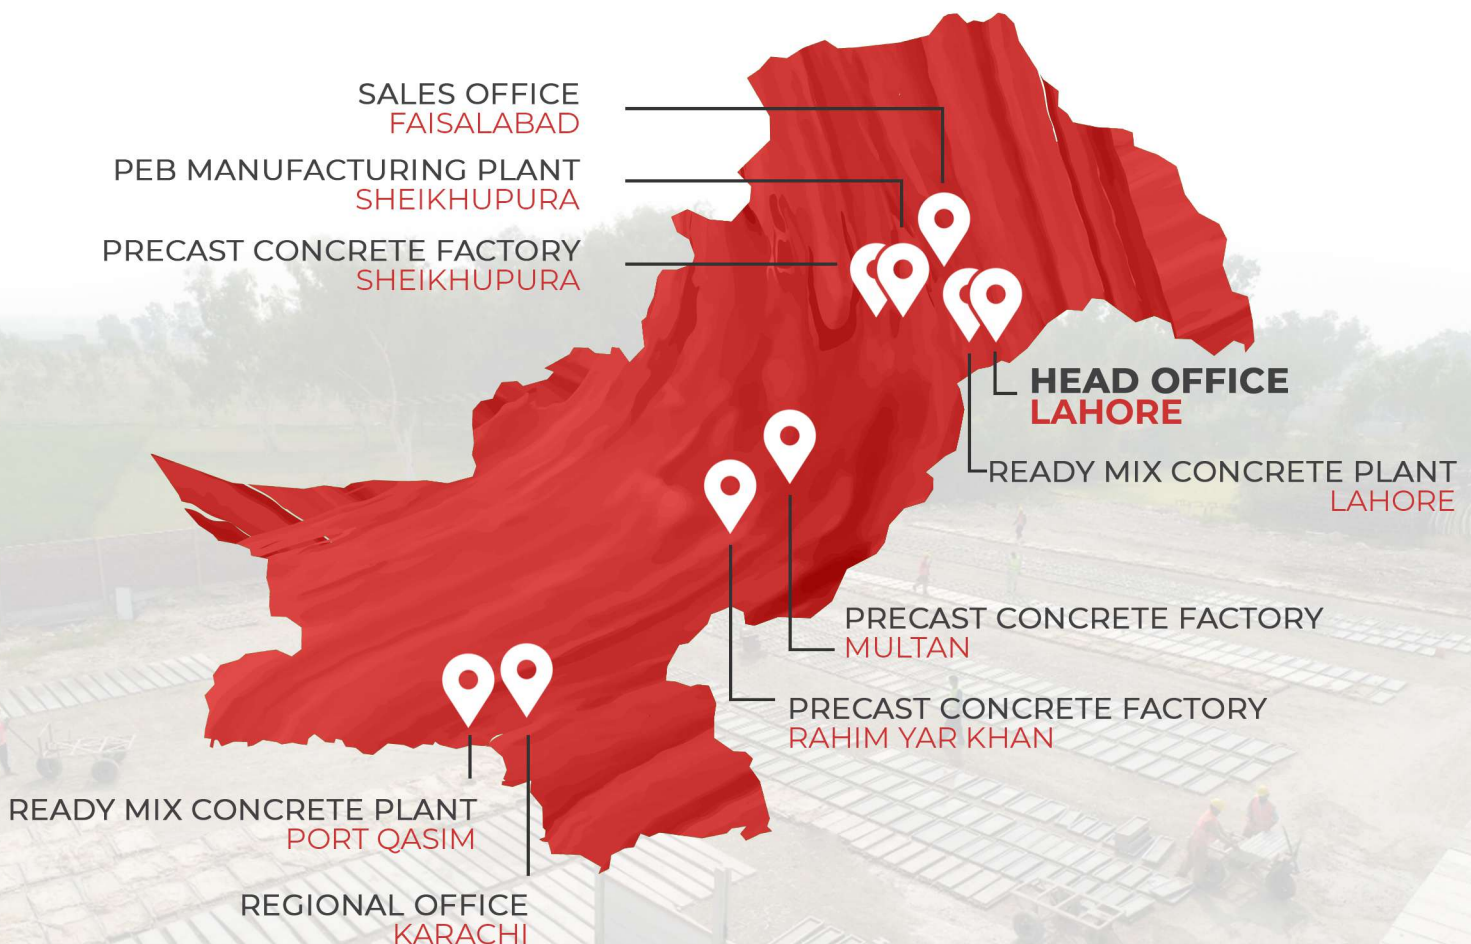 SALES OFFICE
FAISALABAD
PEB MANUFACTURING PLANT
SHEIKHUPURA
PRECAST CONCRETE FACTORY
SHEIKHUPURA
HEAD OFFICE
LAHORE
READY MIX CONCRETE PLANT
LAHORE
PRECAST CONCRETE FACTORY
MULTAN
PRECAST CONCRETE FACTORY
RAHIM YAR KHAN
READY MIX CONCRETE PLANT
PORT QASIM
REGIONAL OFFICE
KARACHI